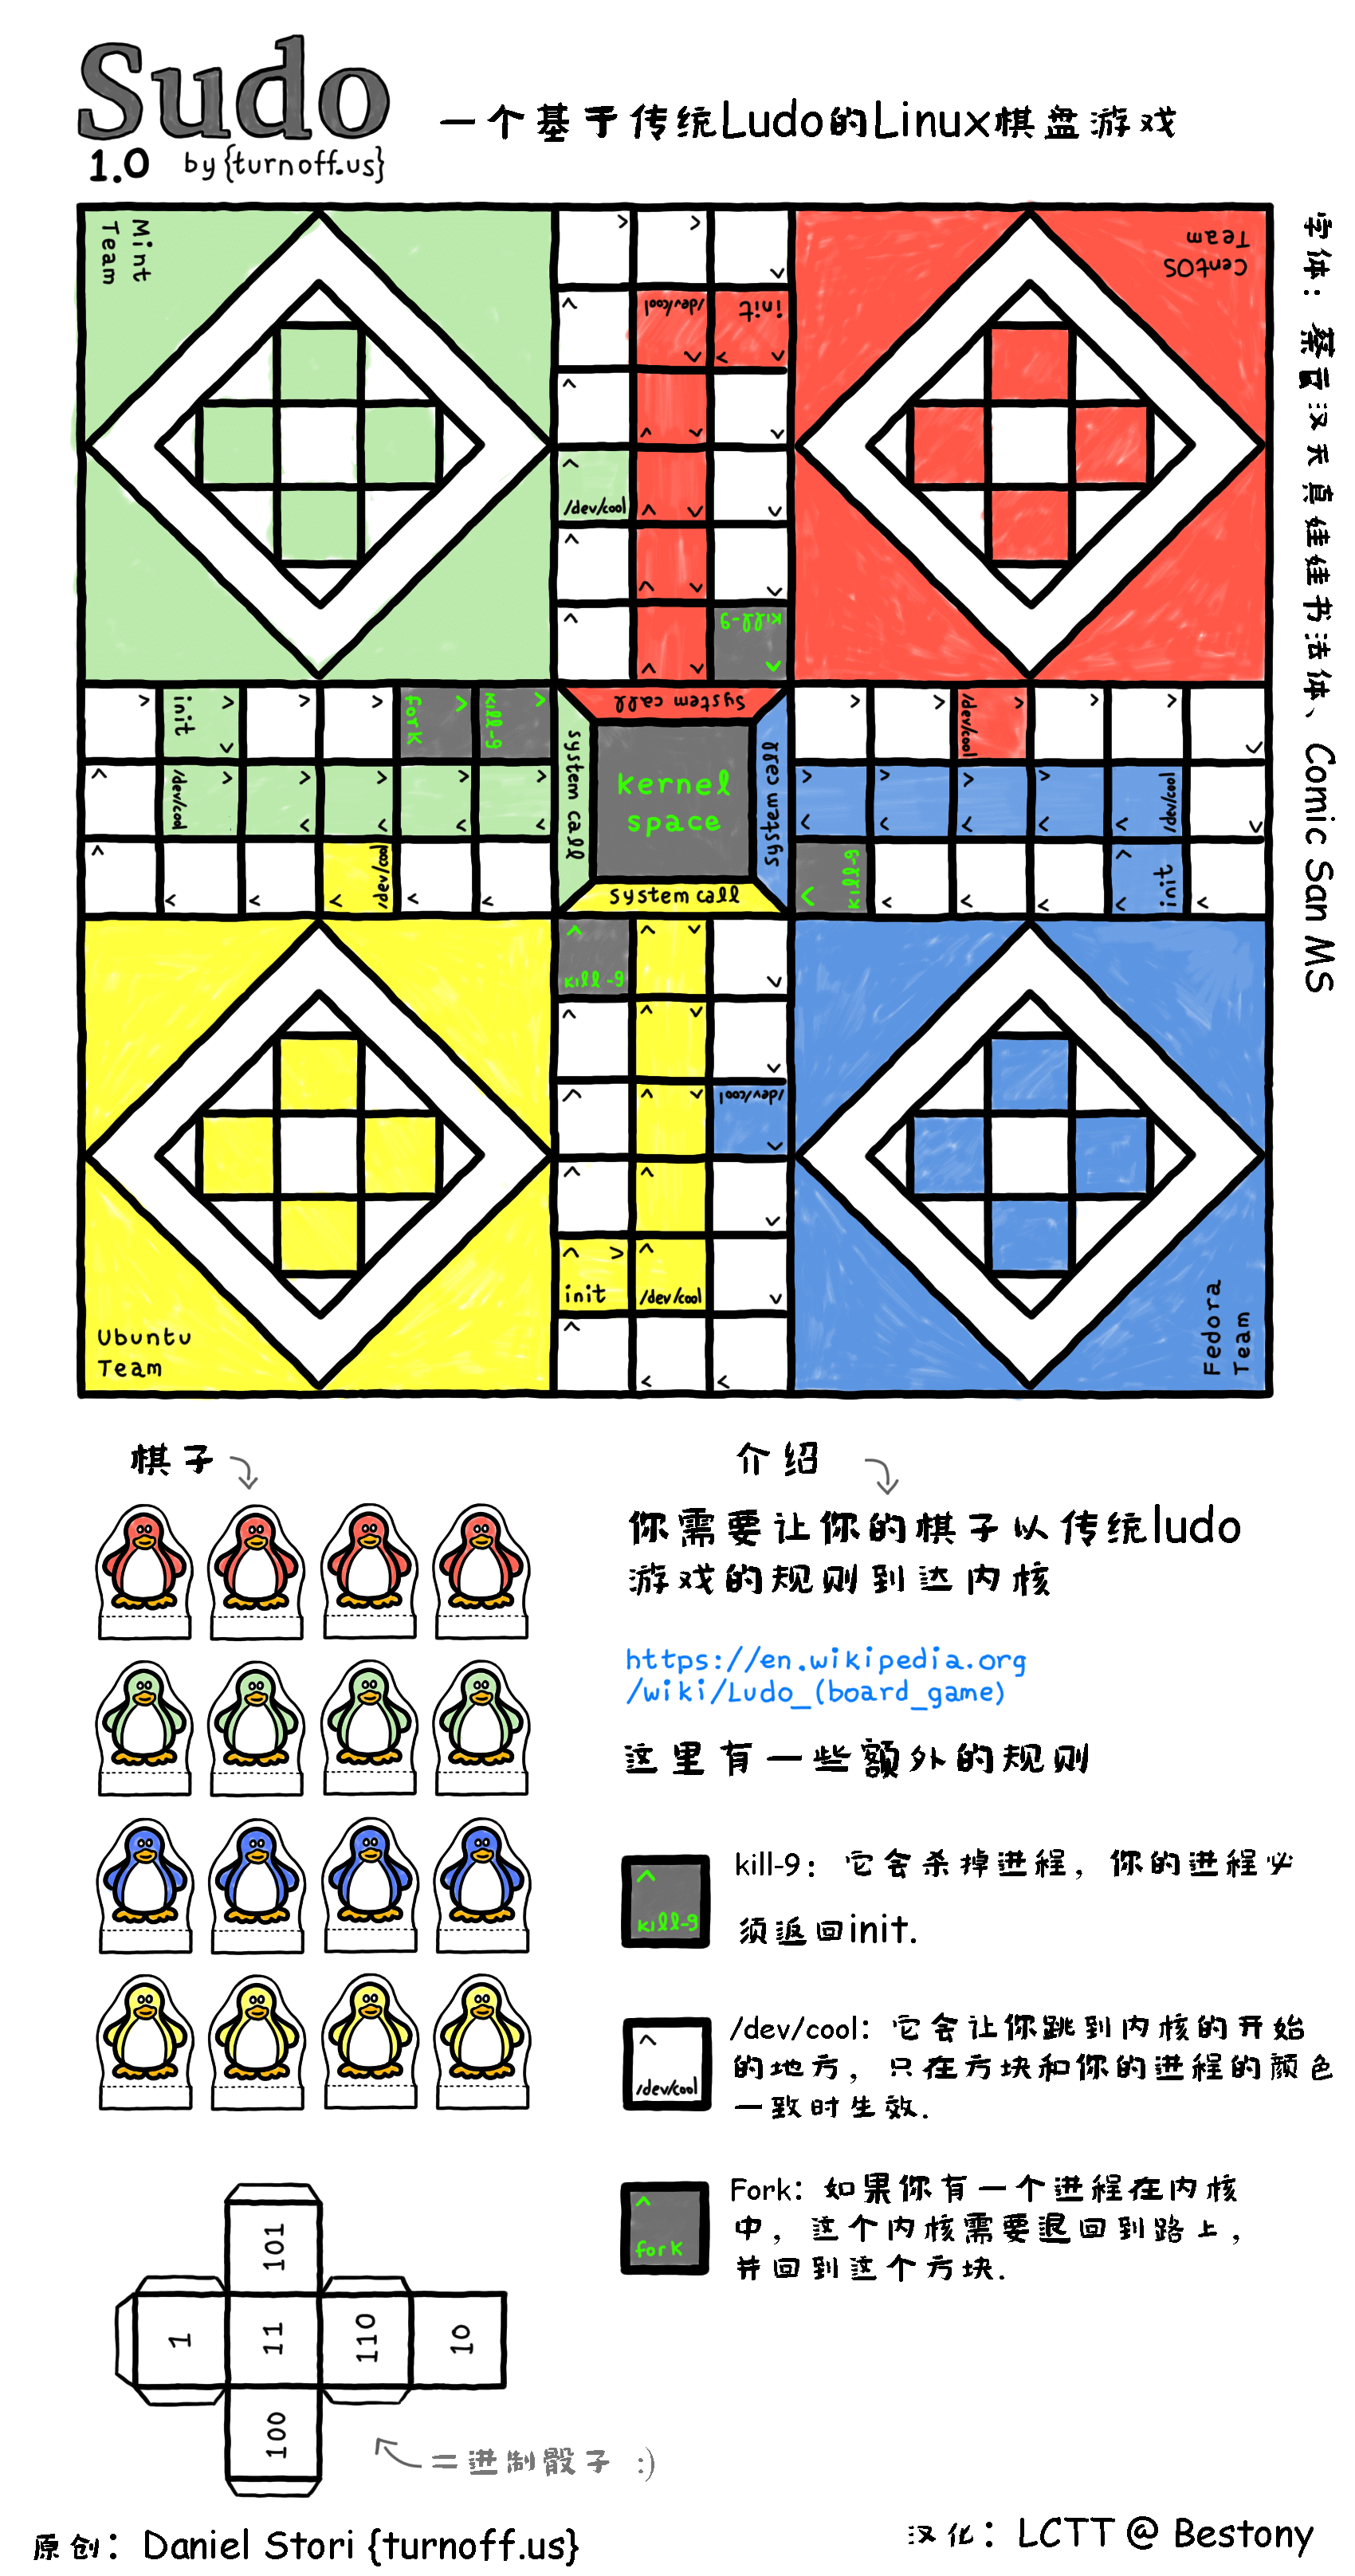 Sudo
1.0 by {turnoff.us}
一个基于传统Ludo的Linux棋盘游戏
字体：蔡云汉天真娃娃书法体、Comic San MS
Mint
Team
CentOS
Team
/dev/cool
init
/dev/cool
kill-9
init
fork
kill-9
system call
/dev/cool
/dev/cool
system call
kernel
space
system call
/dev/cool
/dev/cool
system call
kill-9
init
kill-9
/dev/cool
init
/dev/cool
Ubuntu
Team
Fedora
Team
棋子
介绍
你需要让你的棋子以传统ludo
游戏的规则到达内核
https://en.wikipedia.org
/wiki/Ludo_(board_game)
这里有一些额外的规则
kill-9
kill-9：它会杀掉进程，你的进程必
须返回init.
/dev/cool
/dev/cool：它会让你跳到内核的开始
的地方，只在方块和你的进程的颜色
一致时生效.
fork
Fork：如果你有一个进程在内核
中，这个内核需要退回到路上，
并回到这个方块.
101
1
11
110
10
100
二进制骰子 :)
原创：Daniel Stori {turnoff.us}
汉化：LCTT @ Bestony